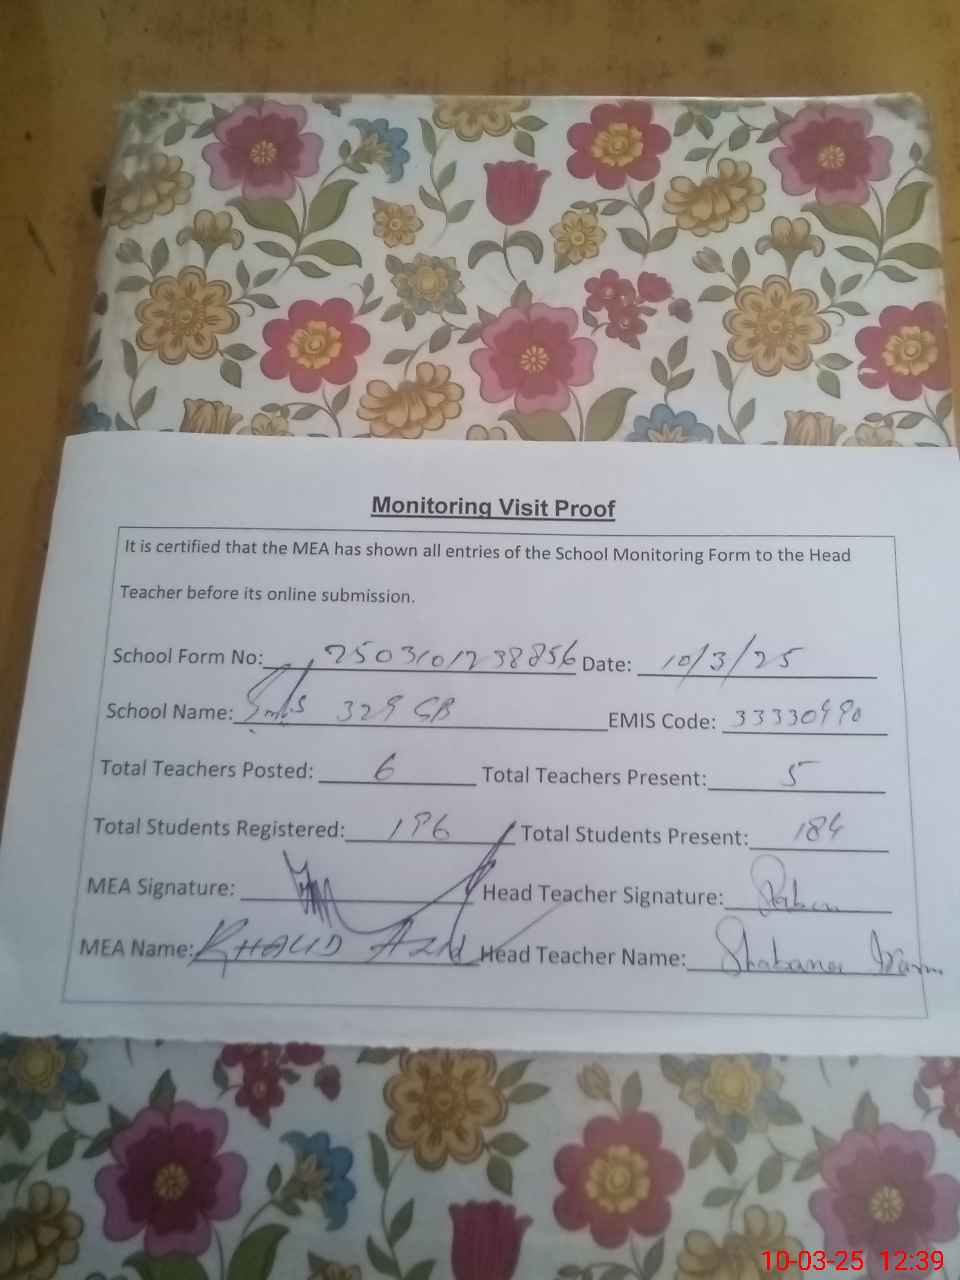 Monitoring Visit Proof
It is certified that the MEA has shown all entries of the School Monitoring Form to the Head
Teacher before its online submission.
School Form No: 2503101238856 Date: 10/3/25
School Name: 329 GB EMIS Code: 33330490
Total Teachers Posted: 6 Total Teachers Present: 5
Total Students Registered: 196 Total Students Present: 184
MEA Signature: Head Teacher Signature:
MEA Name: KHALID Head Teacher Name: Shabana
10-03-25 12:39